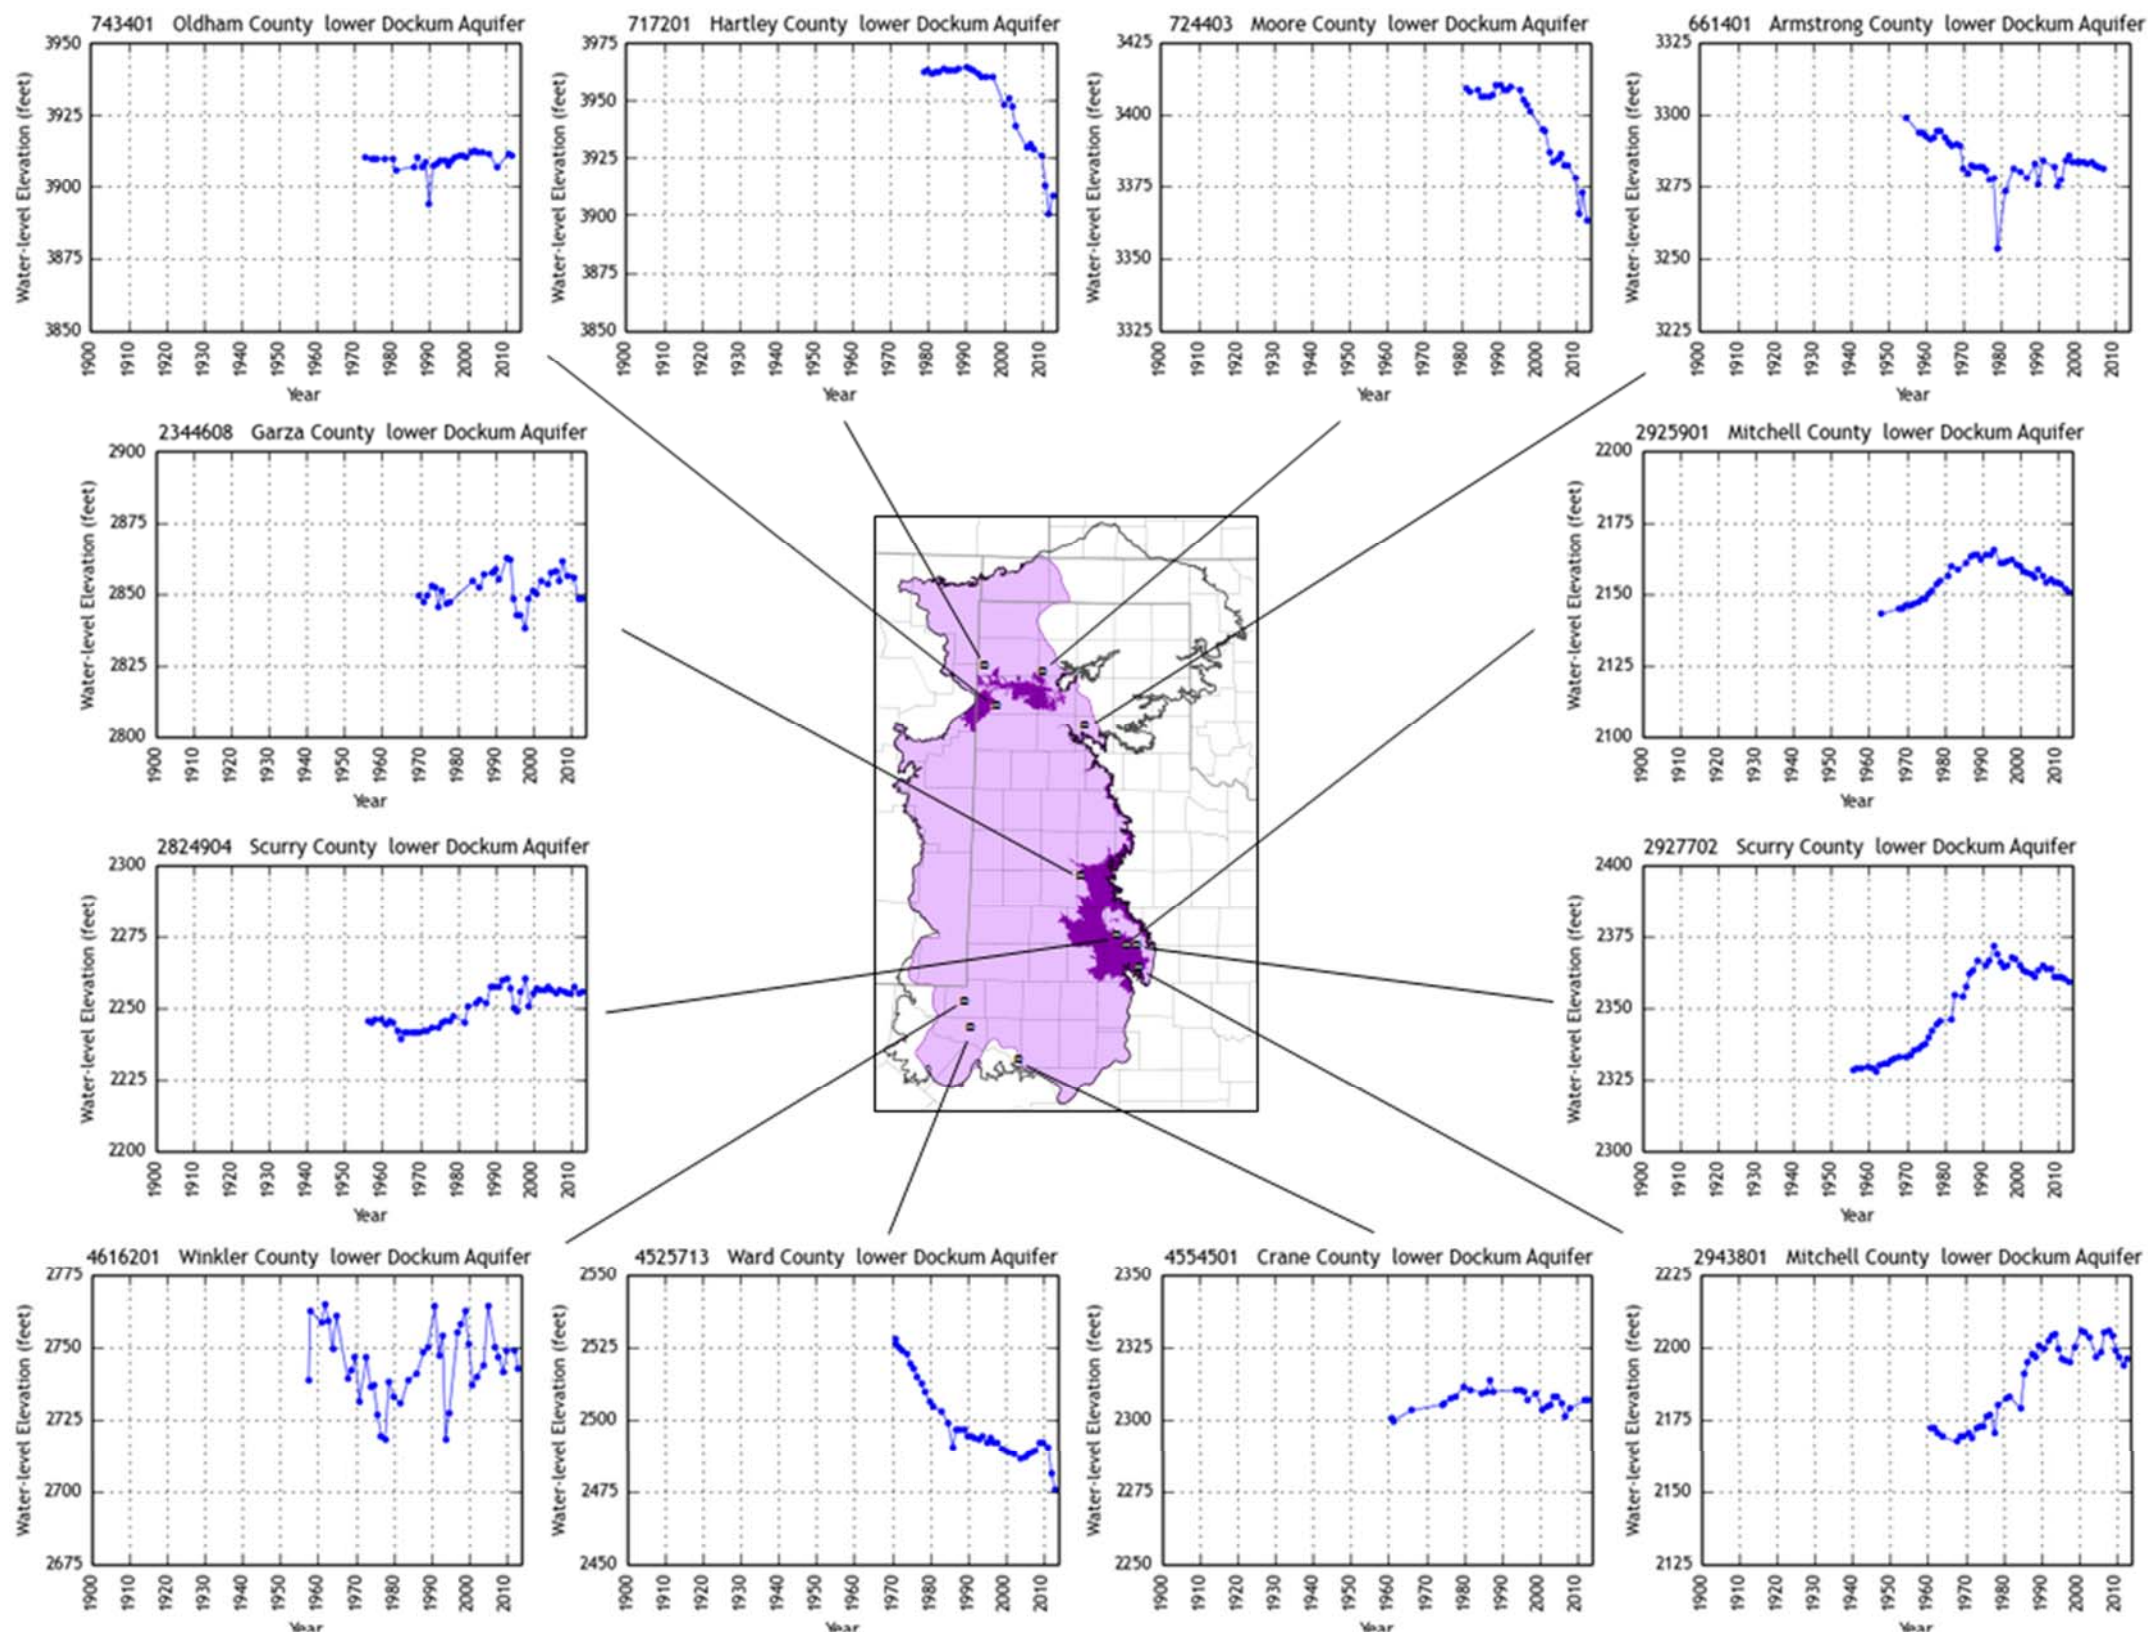 743401 Oldham County lower Dockum Aquifer
Water-level Elevation (feet)
3950
3925
3900
3875
3850
1900 1910 1920 1930 1940 1950 1960 1970 1980 1990 2000 2010
Year
717201 Hartley County lower Dockum Aquifer
Water-level Elevation (feet)
3975
3950
3925
3900
3875
3850
1900 1910 1920 1930 1940 1950 1960 1970 1980 1990 2000 2010
Year
724403 Moore County lower Dockum Aquifer
Water-level Elevation (feet)
3425
3400
3375
3350
3325
1900 1910 1920 1930 1940 1950 1960 1970 1980 1990 2000 2010
Year
661401 Armstrong County lower Dockum Aquifer
Water-level Elevation (feet)
3325
3300
3275
3250
3225
1900 1910 1920 1930 1940 1950 1960 1970 1980 1990 2000 2010
Year
2344608 Garza County lower Dockum Aquifer
Water-level Elevation (feet)
2900
2875
2850
2825
2800
1900 1910 1920 1930 1940 1950 1960 1970 1980 1990 2000 2010
Year
2925901 Mitchell County lower Dockum Aquifer
Water-level Elevation (feet)
2200
2175
2150
2125
2100
1900 1910 1920 1930 1940 1950 1960 1970 1980 1990 2000 2010
Year
2824904 Scurry County lower Dockum Aquifer
Water-level Elevation (feet)
2300
2275
2250
2225
2200
1900 1910 1920 1930 1940 1950 1960 1970 1980 1990 2000 2010
Year
2927702 Scurry County lower Dockum Aquifer
Water-level Elevation (feet)
2400
2375
2350
2325
2300
1900 1910 1920 1930 1940 1950 1960 1970 1980 1990 2000 2010
Year
4616201 Winkler County lower Dockum Aquifer
Water-level Elevation (feet)
2775
2750
2725
2700
2675
1900 1910 1920 1930 1940 1950 1960 1970 1980 1990 2000 2010
Year
4525713 Ward County lower Dockum Aquifer
Water-level Elevation (feet)
2550
2525
2500
2475
2450
1900 1910 1920 1930 1940 1950 1960 1970 1980 1990 2000 2010
Year
4554501 Crane County lower Dockum Aquifer
Water-level Elevation (feet)
2350
2325
2300
2275
2250
1900 1910 1920 1930 1940 1950 1960 1970 1980 1990 2000 2010
Year
2943801 Mitchell County lower Dockum Aquifer
Water-level Elevation (feet)
2225
2200
2175
2150
2125
1900 1910 1920 1930 1940 1950 1960 1970 1980 1990 2000 2010
Year